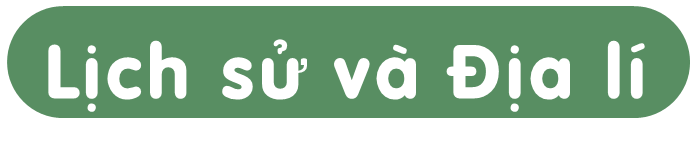 Lịch sử và Địa lí